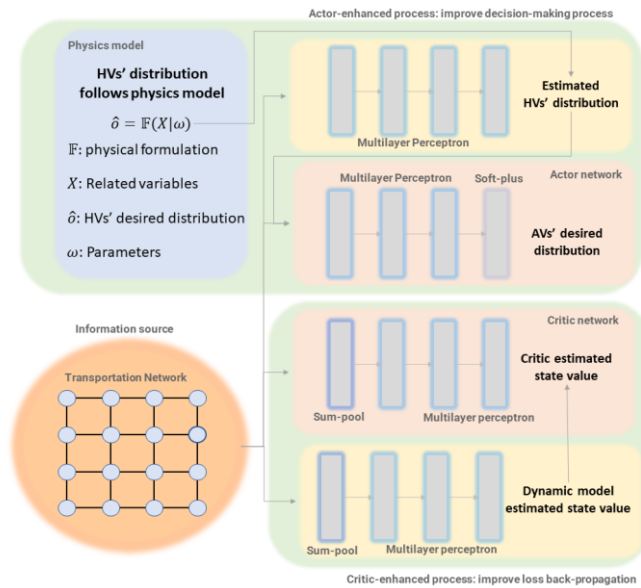 Actor-enhanced process: improve decision-making process
Physics model
HVs' distribution
follows physics model
ô = 𝔽(X|ω)
𝔽: physical formulation
X: Related variables
ô: HVs' desired distribution
ω: Parameters
Estimated
HVs' distribution
Multilayer Perceptron
Actor network
Multilayer Perceptron
Soft-plus
AVs' desired
distribution
Information source
Transportation Network
Critic network
Critic estimated
state value
Sum-pool
Multilayer perceptron
Dynamic model
estimated state value
Sum-pool
Multilayer perceptron
Critic-enhanced process: improve loss back-propagation